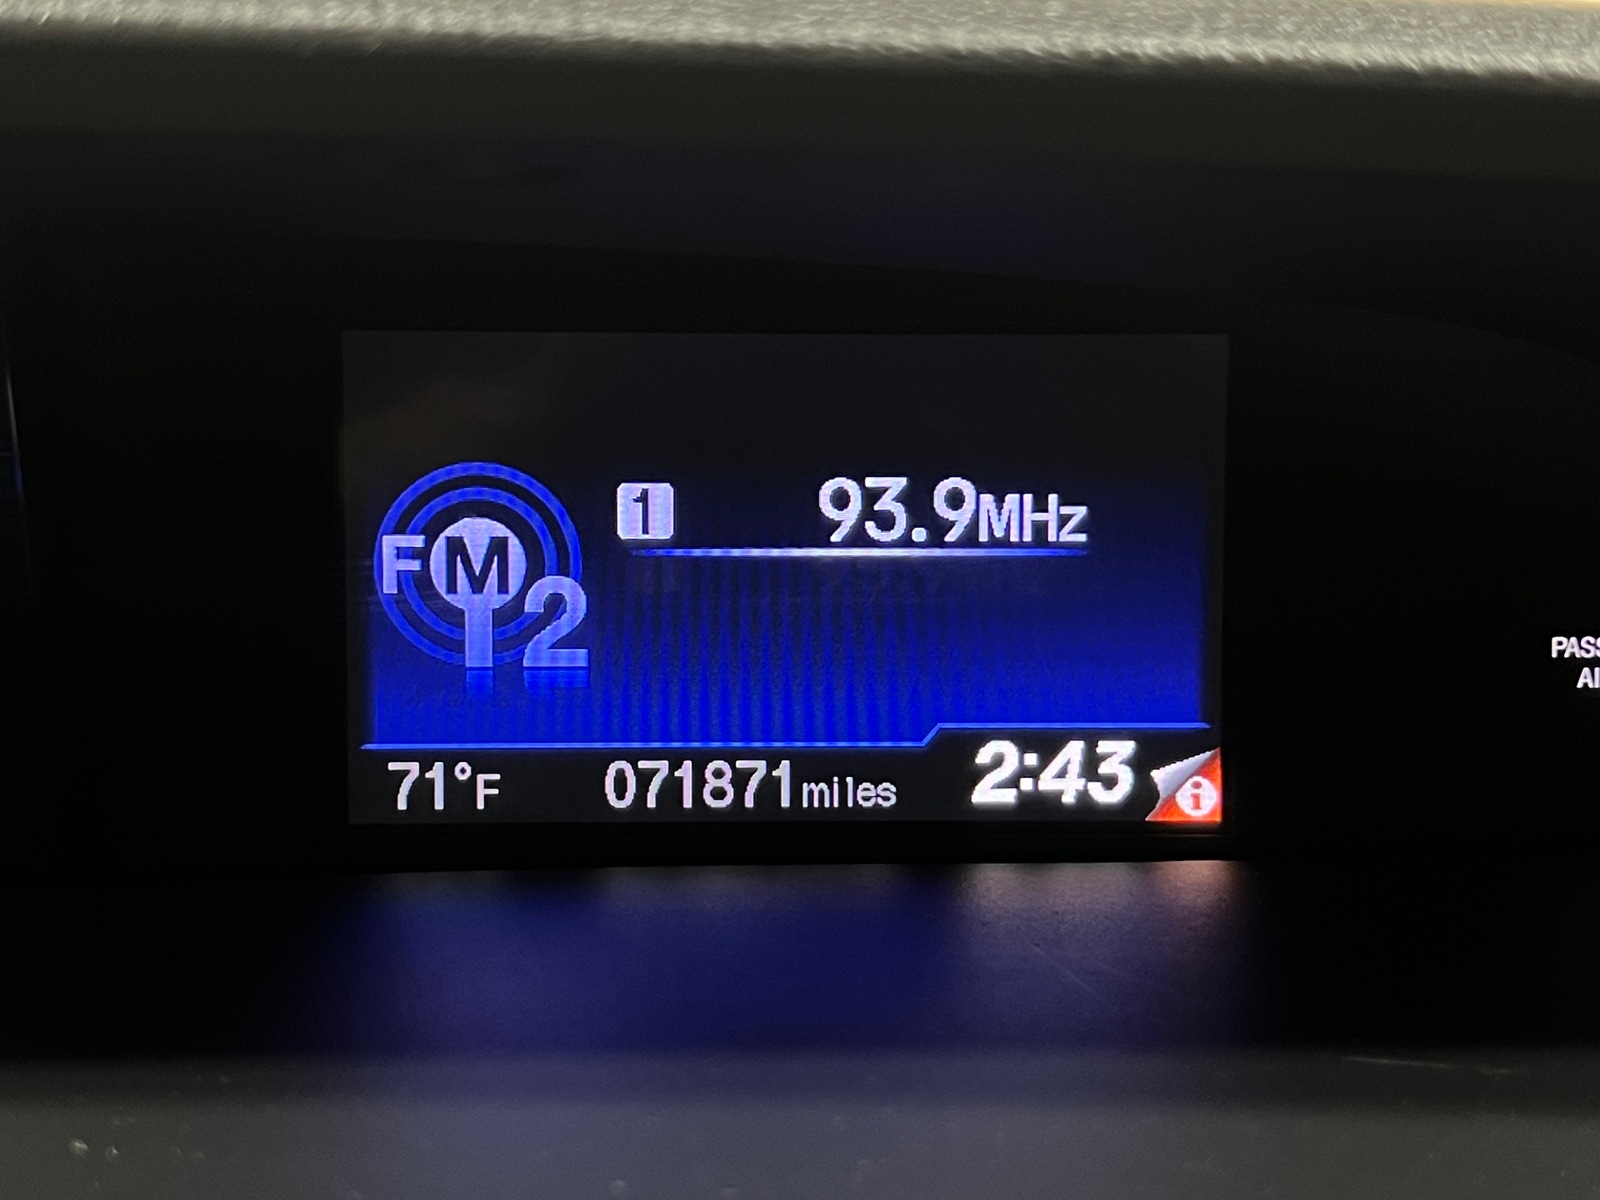 1 93.9MHz
FM 2
71°F 071871miles 2:43 i
PASS
AI